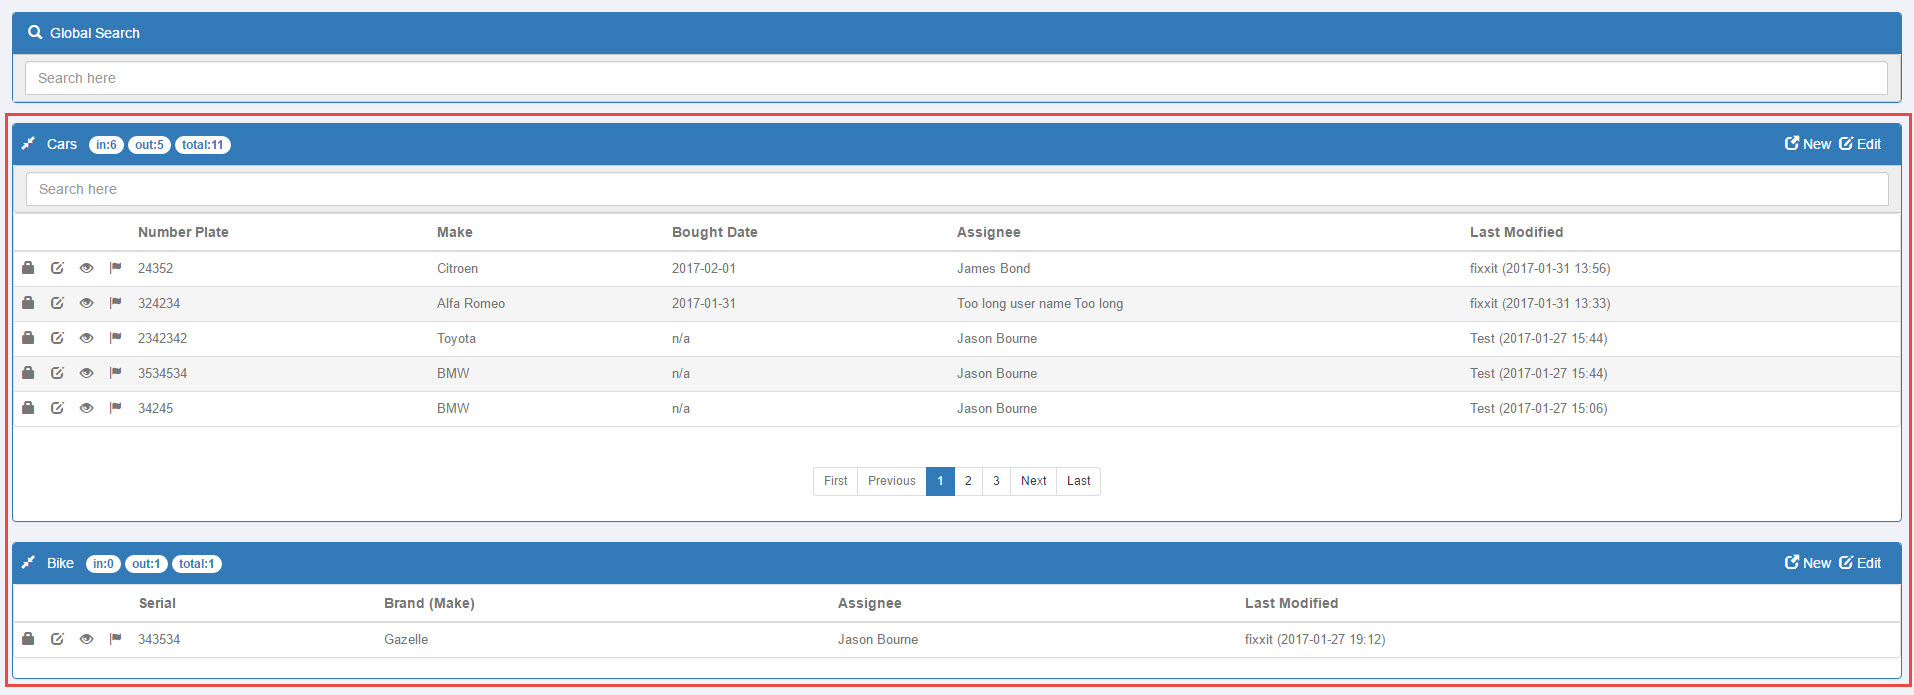 Global Search
Search here
Cars in:6 out:5 total:11 New Edit
Search here
Number Plate Make Bought Date Assignee Last Modified
24352 Citroen 2017-02-01 James Bond fixxit (2017-01-31 13:56)
324234 Alfa Romeo 2017-01-31 Too long user name Too long fixxit (2017-01-31 13:33)
2342342 Toyota n/a Jason Bourne Test (2017-01-27 15:44)
3534534 BMW n/a Jason Bourne Test (2017-01-27 15:44)
34245 BMW n/a Jason Bourne Test (2017-01-27 15:06)
First Previous 1 2 3 Next Last
Bike in:0 out:1 total:1 New Edit
Serial Brand (Make) Assignee Last Modified
343534 Gazelle Jason Bourne fixxit (2017-01-27 19:12)